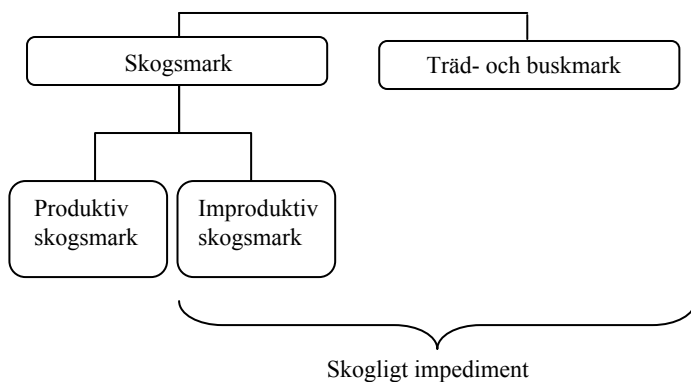 Skogsmark
Träd- och buskmark
Produktiv
skogsmark
Improduktiv
skogsmark
Skogligt impediment